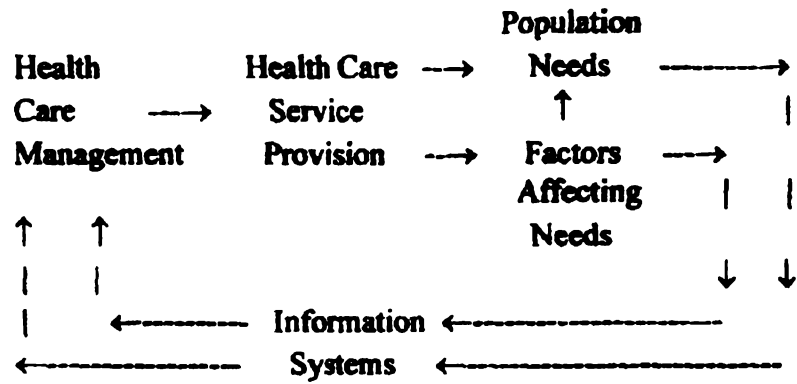 Population
Health Health Care Needs
Care Service
Management Provision Factors
Affecting
Needs
Information
Systems